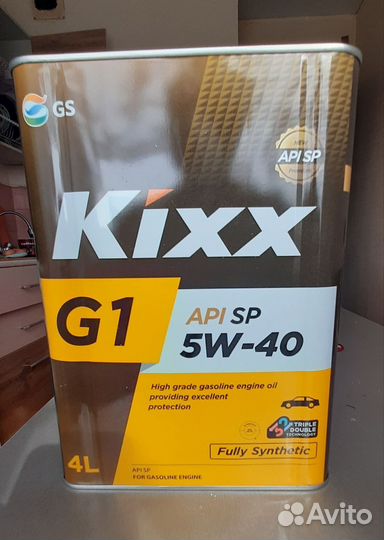 GS
NEW
API SP
Kixx
G1
API SP
5W-40
High grade gasoline engine oil
providing excellent
protection
TRIPLE
DOUBLE
TECHNOLOGY
Fully Synthetic
4L
API SP
FOR GASOLINE ENGINE
Avito